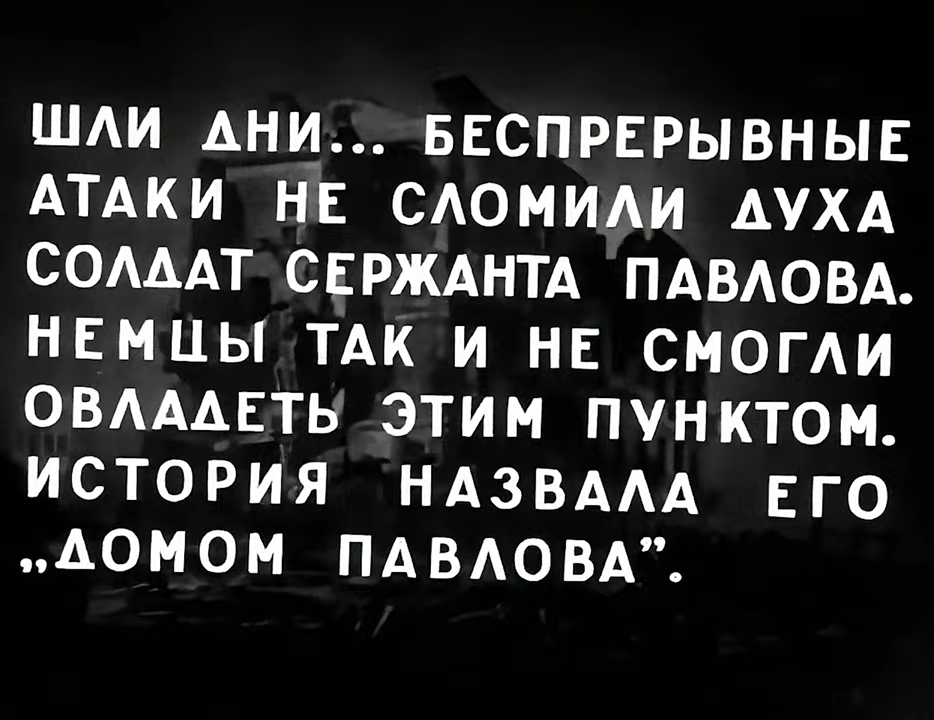 ШЛИ ДНИ... БЕСПРЕРЫВНЫЕ
АТАКИ НЕ СЛОМИЛИ ДУХА
СОЛДАТ СЕРЖАНТА ПАВЛОВА.
НЕМЦЫ ТАК И НЕ СМОГЛИ
ОВЛАДЕТЬ ЭТИМ ПУНКТОМ.
ИСТОРИЯ НАЗВАЛА ЕГО
„ДОМОМ ПАВЛОВА”.